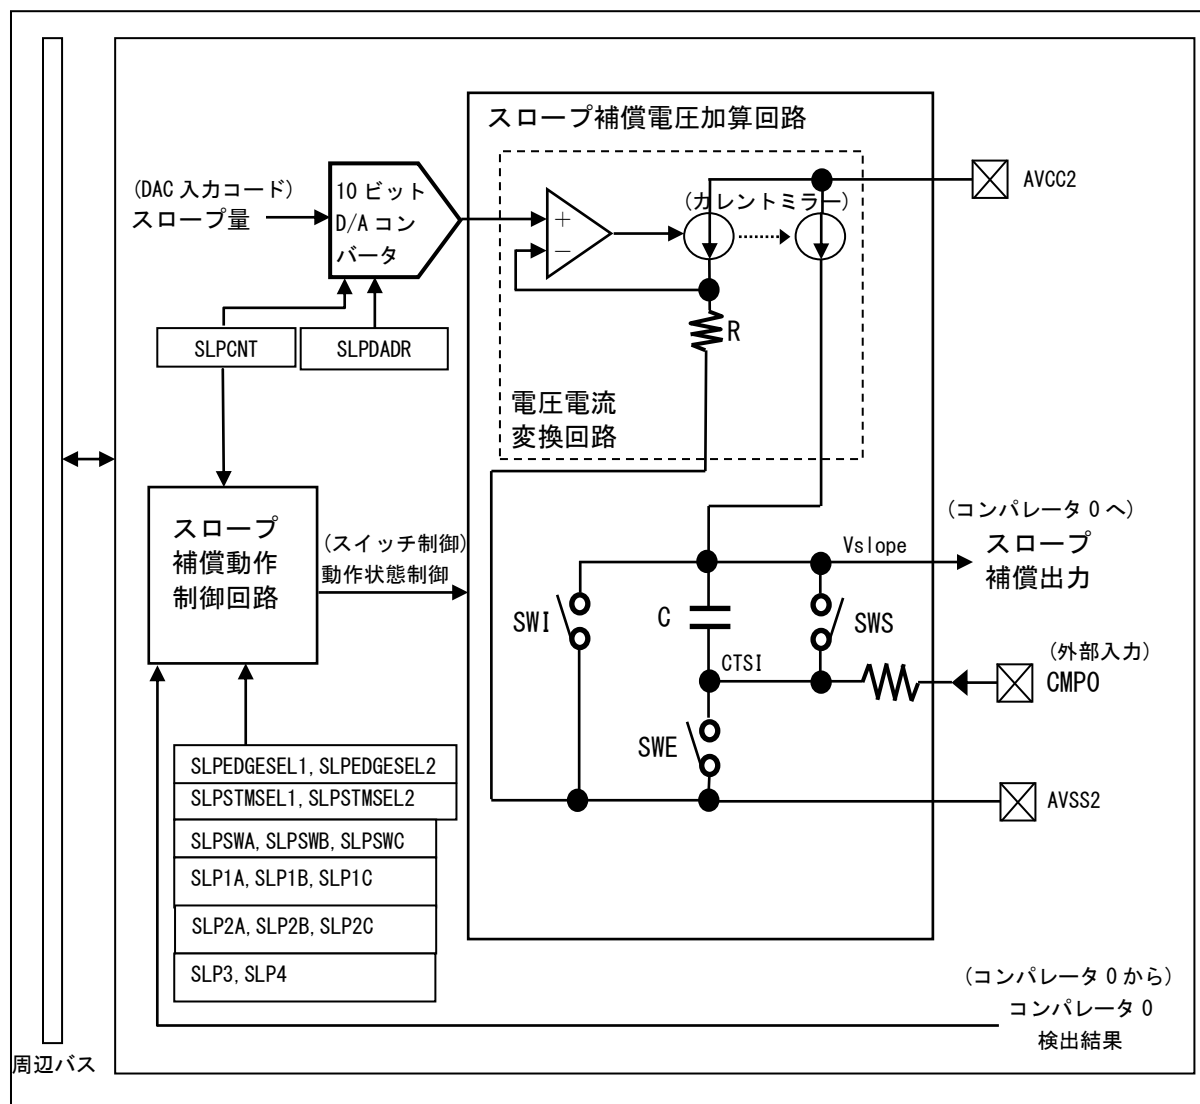 スロープ補償電圧加算回路
(DAC 入力コード)
スロープ量
10 ビット
D/A コン
バータ
(カレントミラー)
+
−
AVCC2
R
SLPCNT
SLPDADR
電圧電流
変換回路
スロープ
補償動作
制御回路
(スイッチ制御)
動作状態制御
(コンパレータ 0 へ)
Vslope
スロープ
補償出力
SWI
C
SWS
CTSI
(外部入力)
CMP0
SWE
AVSS2
SLPEDGESEL1, SLPEDGESEL2
SLPSTMSEL1, SLPSTMSEL2
SLPSWA, SLPSWB, SLPSWC
SLP1A, SLP1B, SLP1C
SLP2A, SLP2B, SLP2C
SLP3, SLP4
(コンパレータ 0 から)
コンパレータ 0
検出結果
周辺バス